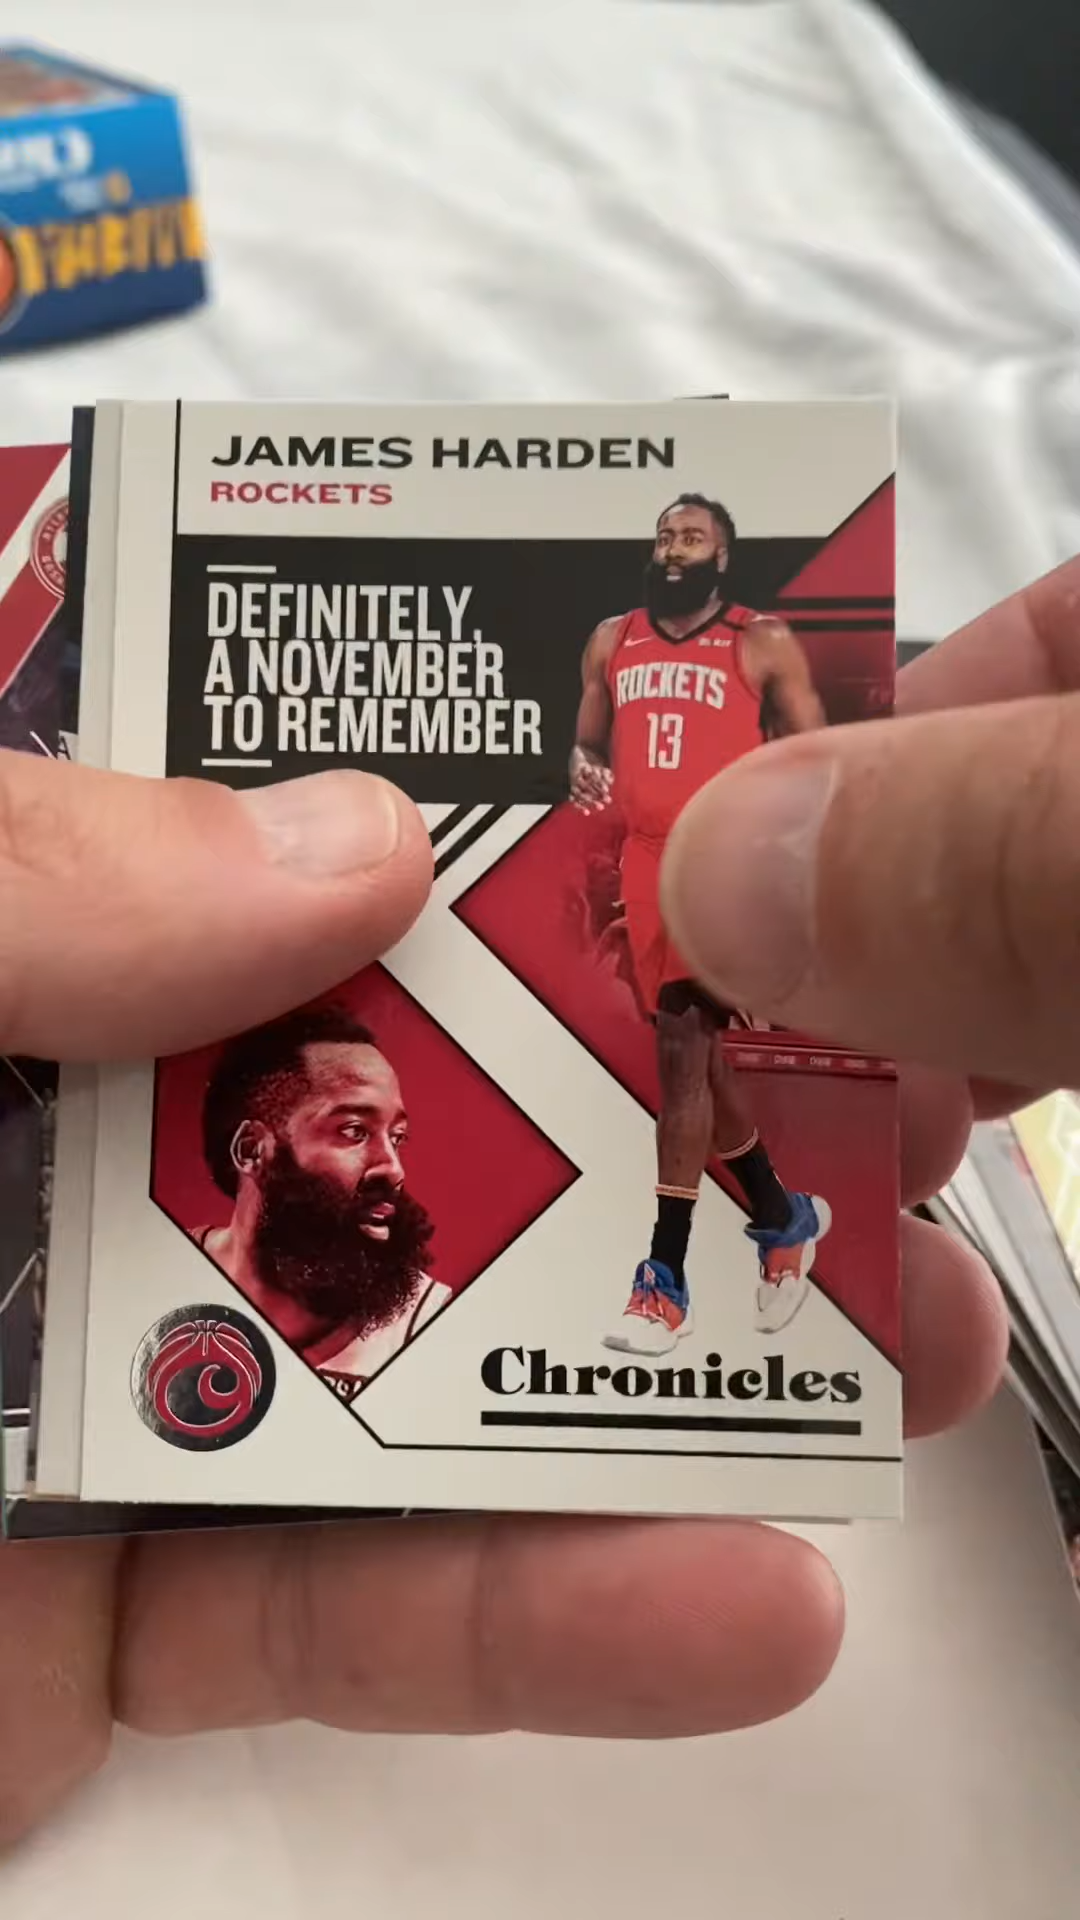 JAMES HARDEN
ROCKETS
DEFINITELY,
A NOVEMBER
TO REMEMBER
ROCKETS
13
Chronicles